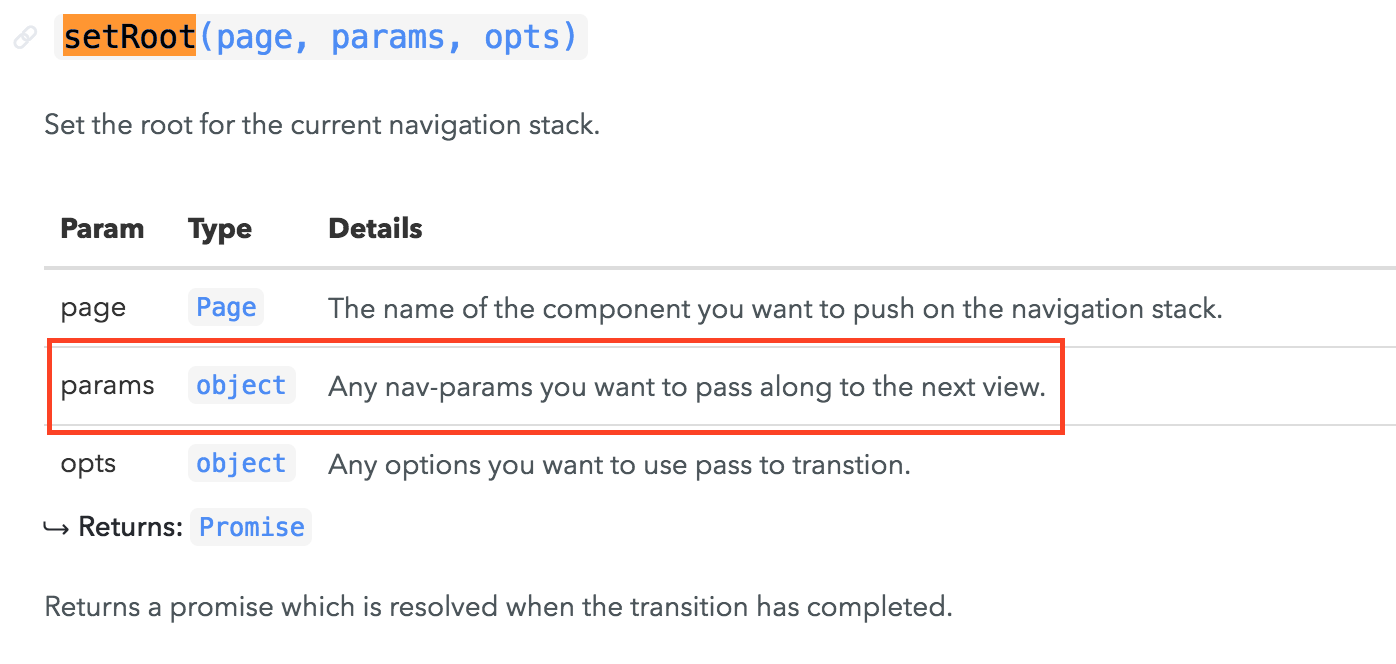 setRoot(page, params, opts)
Set the root for the current navigation stack.
Param Type Details
page Page The name of the component you want to push on the navigation stack.
params object Any nav-params you want to pass along to the next view.
opts object Any options you want to use pass to transtion.
↪ Returns: Promise
Returns a promise which is resolved when the transition has completed.